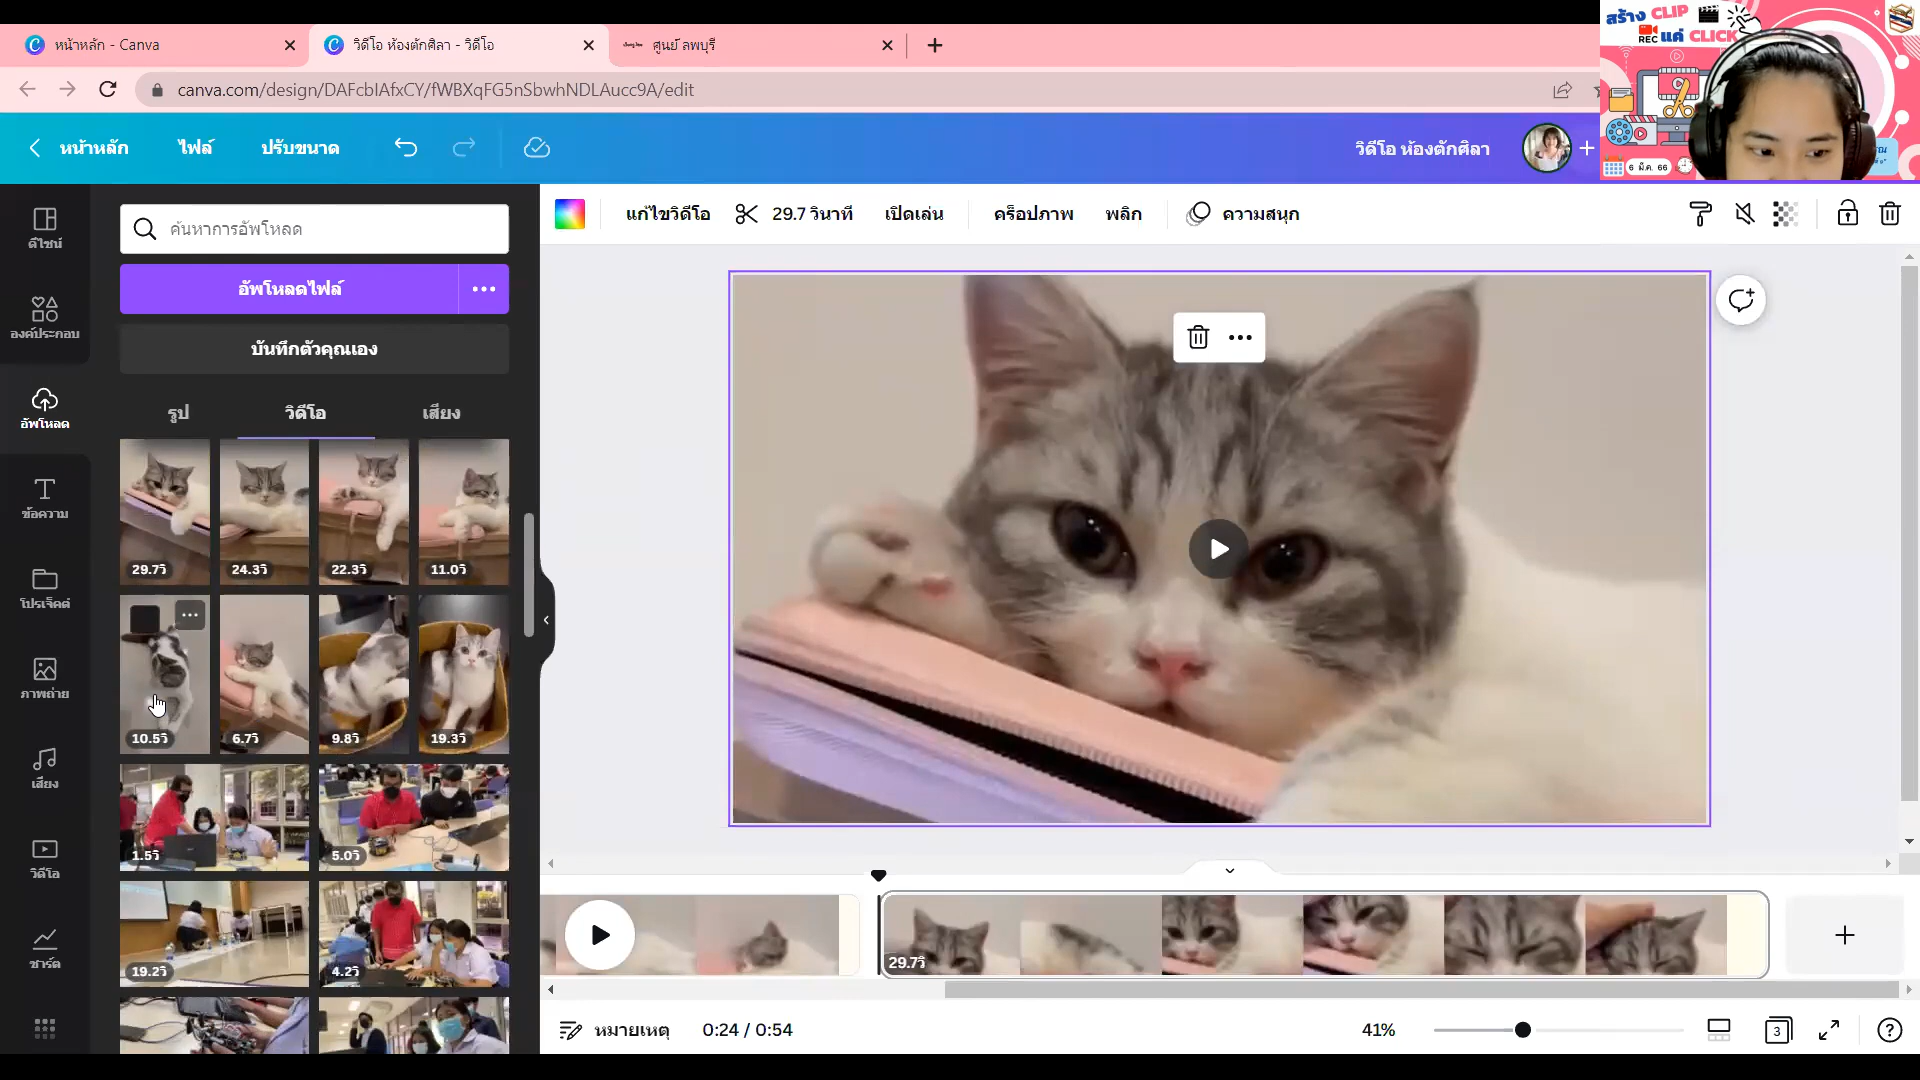 หน้าหลัก - Canva
วิดีโอ ห้องตักศิลา - วิดีโอ
ศูนย์ ลพบุรี
canva.com/design/DAFcbIAfxCY/fWBXqFG5nSbwhNDLAucc9A/edit
สร้าง CLIP
REC แค่ CLICK
6 มี.ค. 66
หน้าหลัก
ไฟล์
ปรับขนาด
วิดีโอ ห้องตักศิลา
ดีไซน์
องค์ประกอบ
อัพโหลด
ข้อความ
โปรเจ็คต์
ภาพถ่าย
เสียง
วิดีโอ
ชาร์ต
ค้นหาการอัพโหลด
อัพโหลดไฟล์
บันทึกตัวคุณเอง
รูป
วิดีโอ
เสียง
29.7วิ
24.3วิ
22.3วิ
11.0วิ
10.5วิ
6.7วิ
9.8วิ
19.3วิ
1.5วิ
5.0วิ
19.2วิ
4.2วิ
แก้ไขวิดีโอ
29.7 วินาที
เปิดเล่น
คร็อปภาพ
พลิก
ความสนุก
29.7วิ
หมายเหตุ
0:24 / 0:54
41%
3